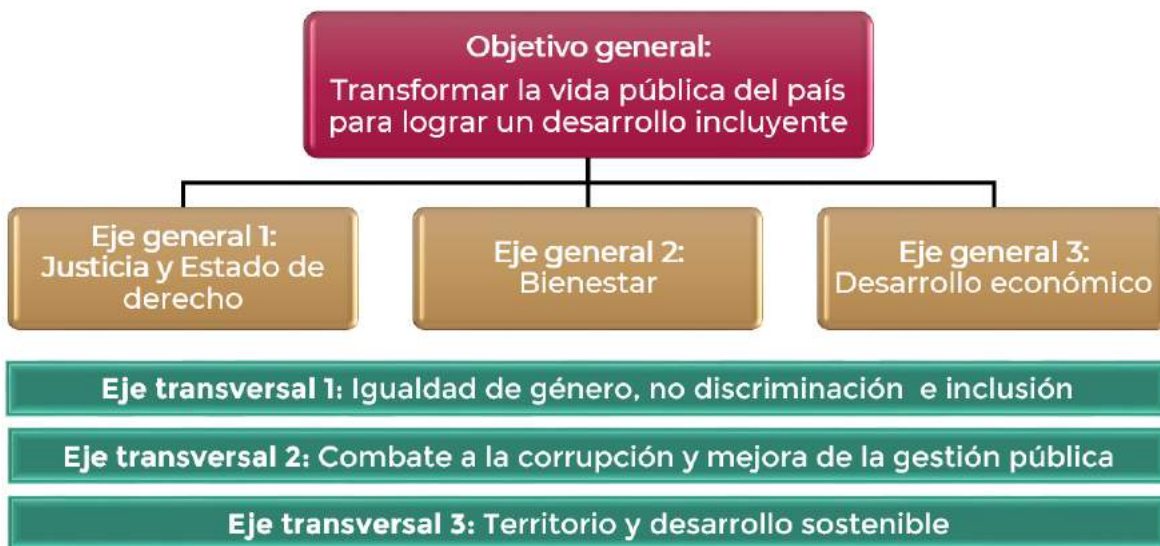 Objetivo general:
Transformar la vida pública del país
para lograr un desarrollo incluyente
Eje general 1:
Justicia y Estado de
derecho
Eje general 2:
Bienestar
Eje general 3:
Desarrollo económico
Eje transversal 1: Igualdad de género, no discriminación e inclusión
Eje transversal 2: Combate a la corrupción y mejora de la gestión pública
Eje transversal 3: Territorio y desarrollo sostenible